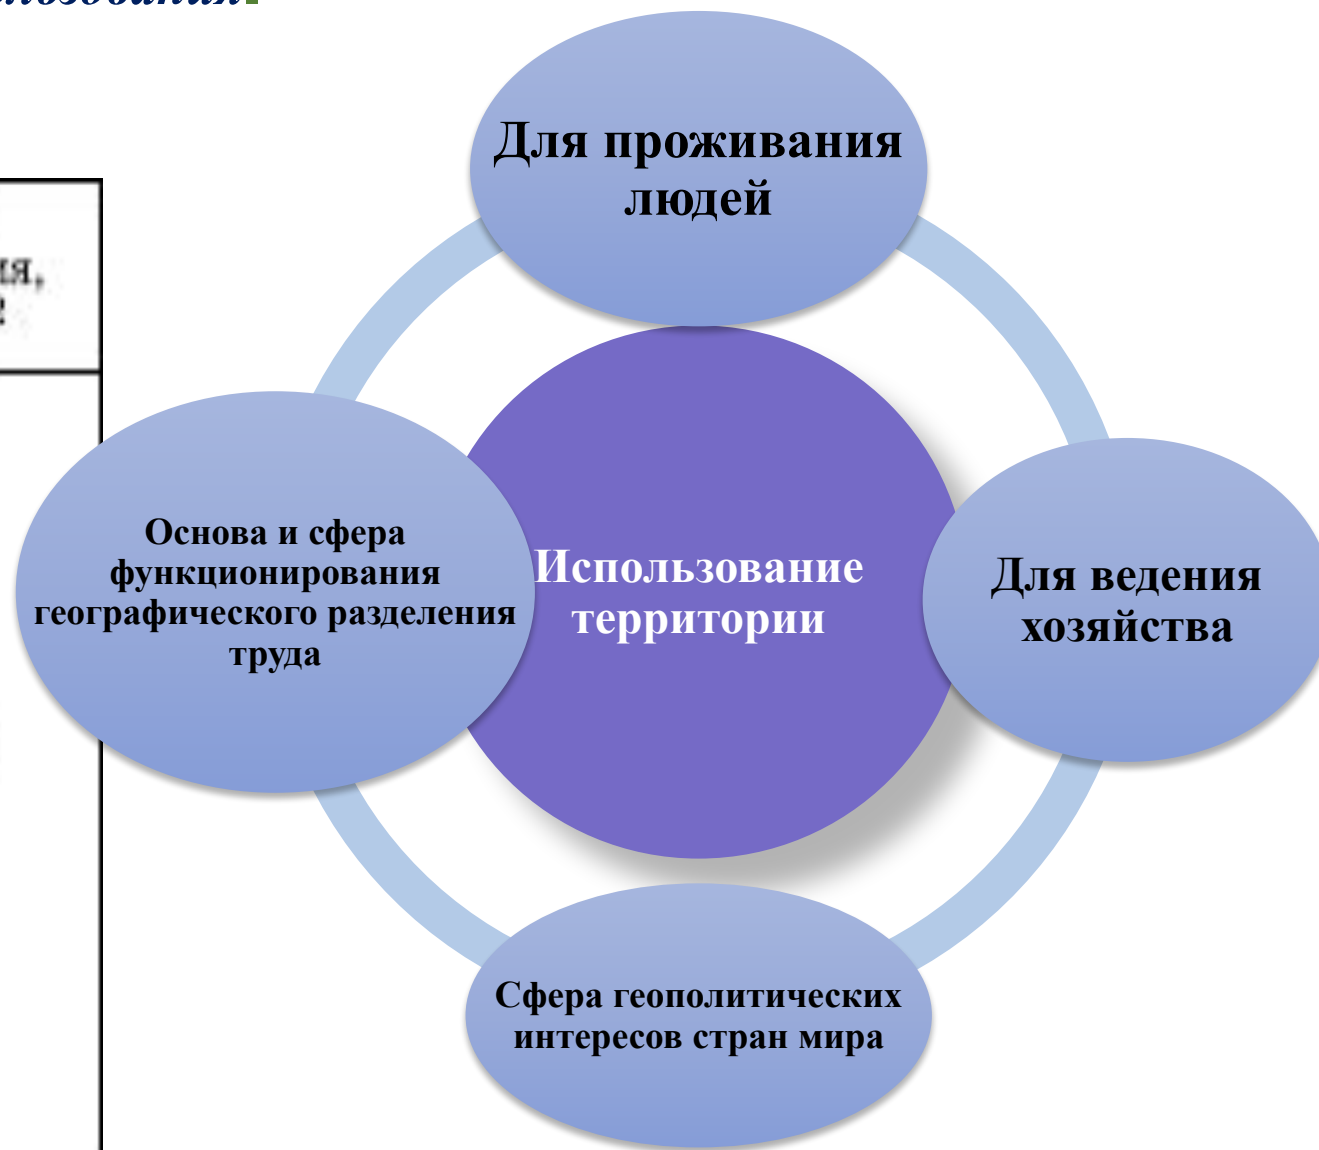 Для проживания
людей
Основа и сфера
функционирования
географического разделения
труда
Использование
территории
Для ведения
хозяйства
Сфера геополитических
интересов стран мира